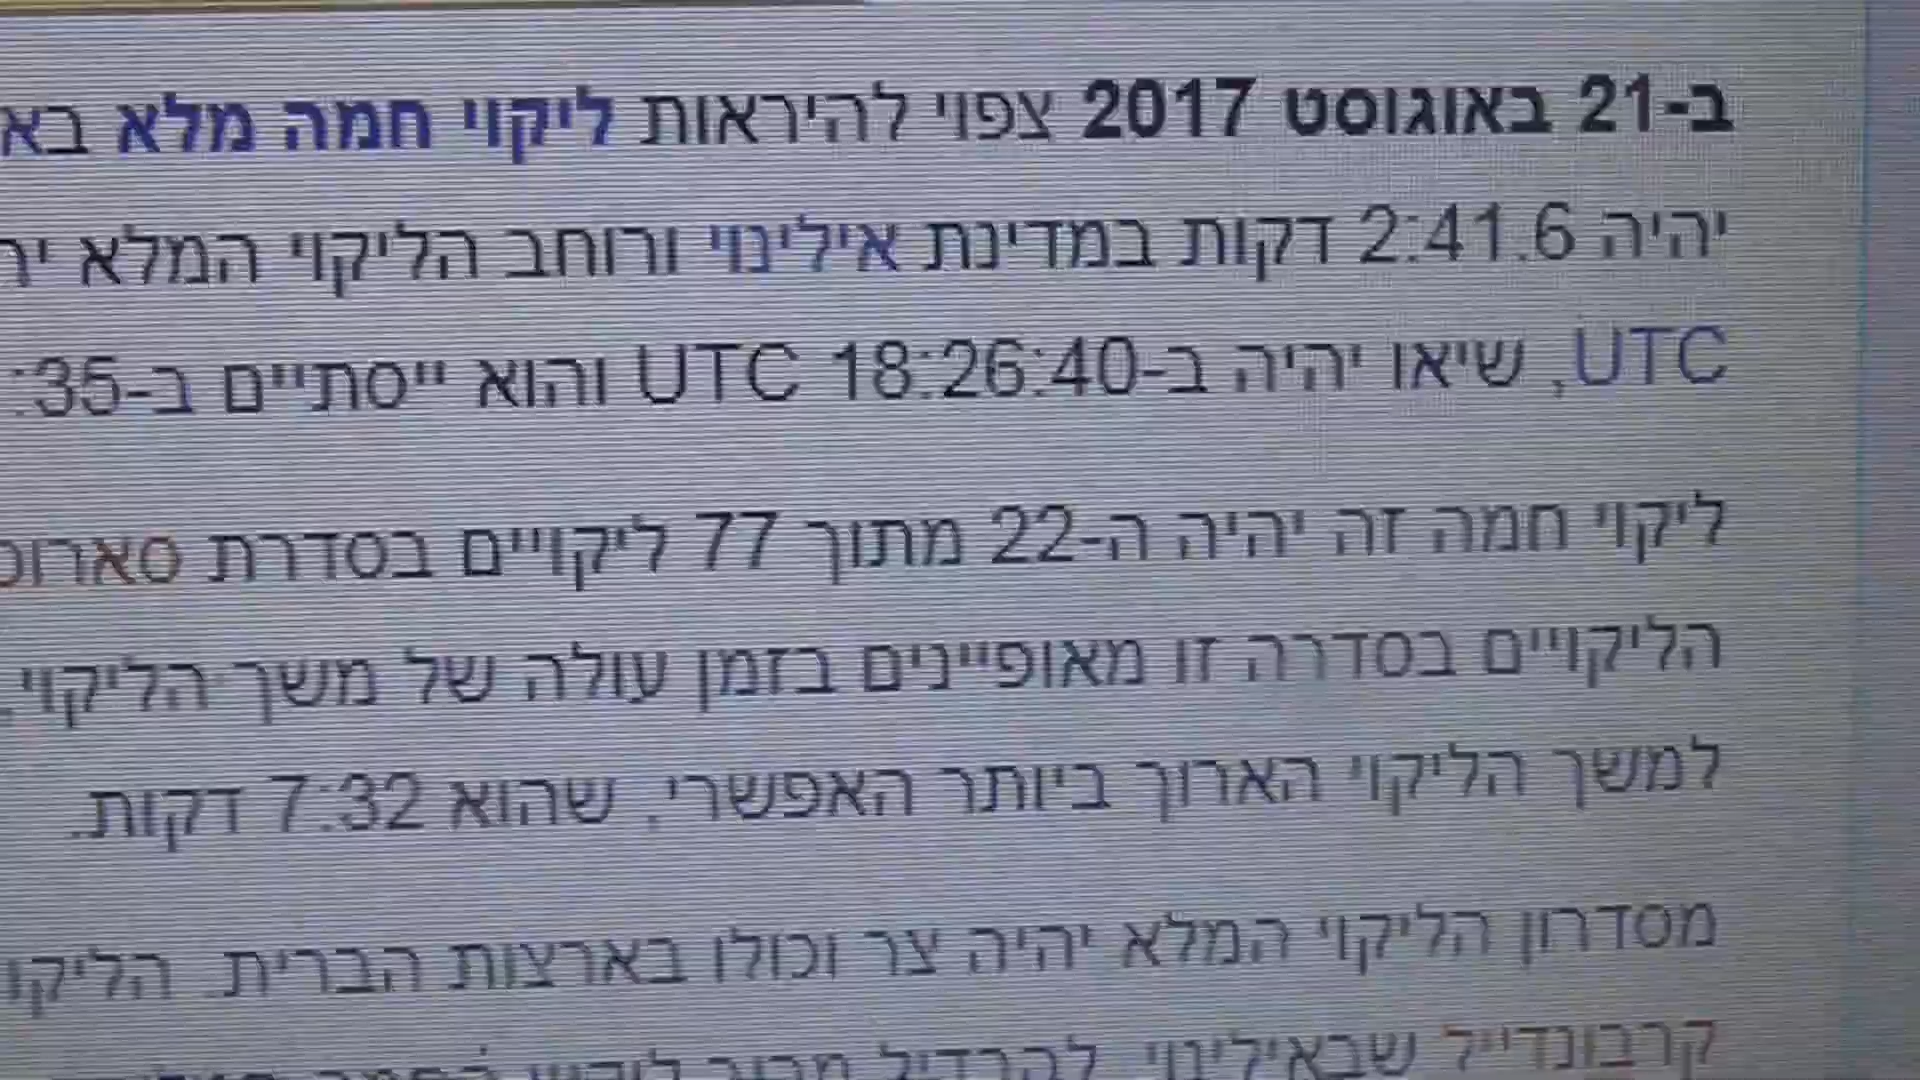 ב-21 באוגוסט 2017 צפוי להיראות ליקוי חמה מלא
יהיה 2:41.6 דקות במדינת אילינוי ורוחב הליקוי המלא
UTC, שיאו יהיה ב-18:26:40 UTC והוא יסתיים ב-35:
ליקוי חמה זה יהיה ה-22 מתוך 77 ליקויים בסדרת
הליקויים בסדרה זו מאופיינים בזמן עולה של משך הליקוי,
למשך הליקוי הארוך ביותר האפשרי, שהוא 7:32 דקות.
מסדרון הליקוי המלא יהיה צר וכולו בארצות הברית.
קרבונדייל שבאילינוי,